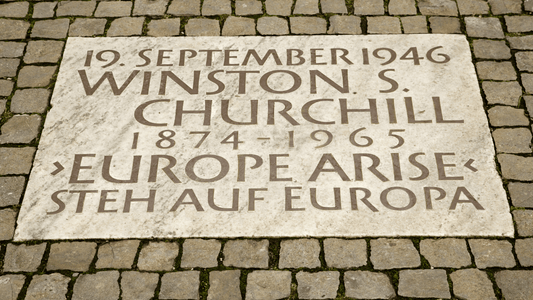 19. SEPTEMBER 1946
WINSTON. S.
CHURCHILL
1874-1965
›EUROPE ARISE‹
STEH AUF EUROPA